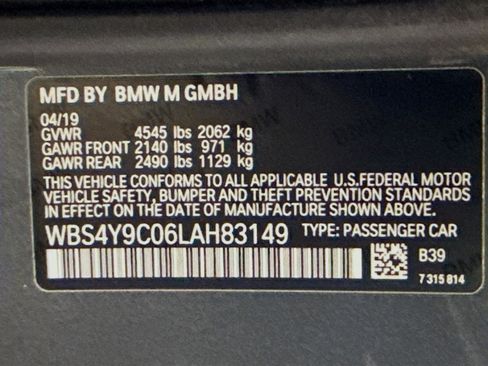 MFD BY BMW M GMBH
04/19
GVWR 4545 lbs 2062 kg
GAWR FRONT 2140 lbs 971 kg
GAWR REAR 2490 lbs 1129 kg
THIS VEHICLE CONFORMS TO ALL APPLICABLE U.S.FEDERAL MOTOR
VEHICLE SAFETY, BUMPER AND THEFT PREVENTION STANDARDS
IN EFFECT ON THE DATE OF MANUFACTURE SHOWN ABOVE.
WBS4Y9C06LAH83149 TYPE: PASSENGER CAR
B39
7 315 814